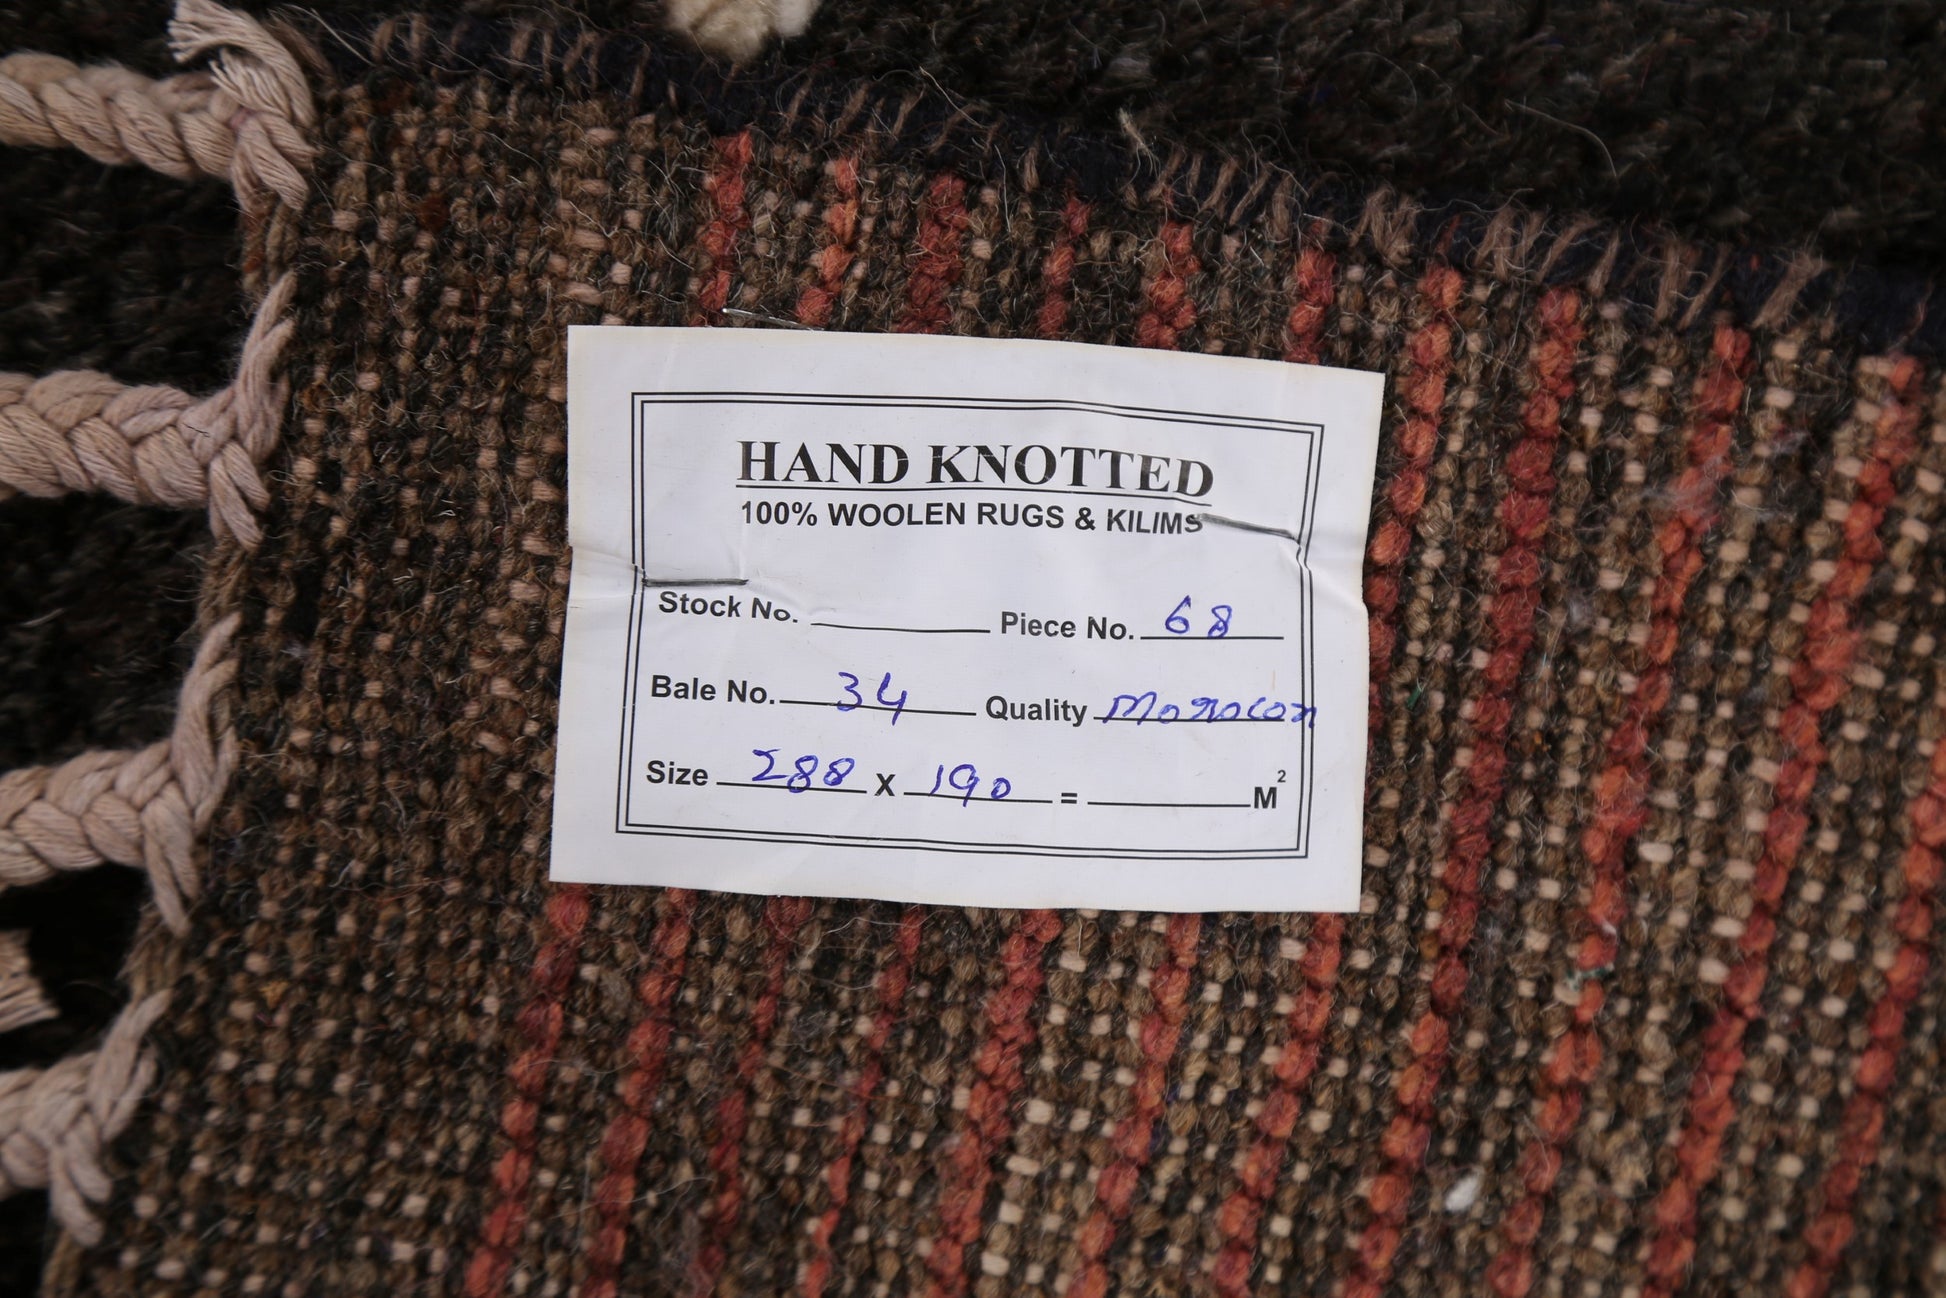 HAND KNOTTED
100% WOOLEN RUGS & KILIMS
Stock No. Piece No. 68
Bale No. 34 Quality Morocon
Size 288 X 190 = M²